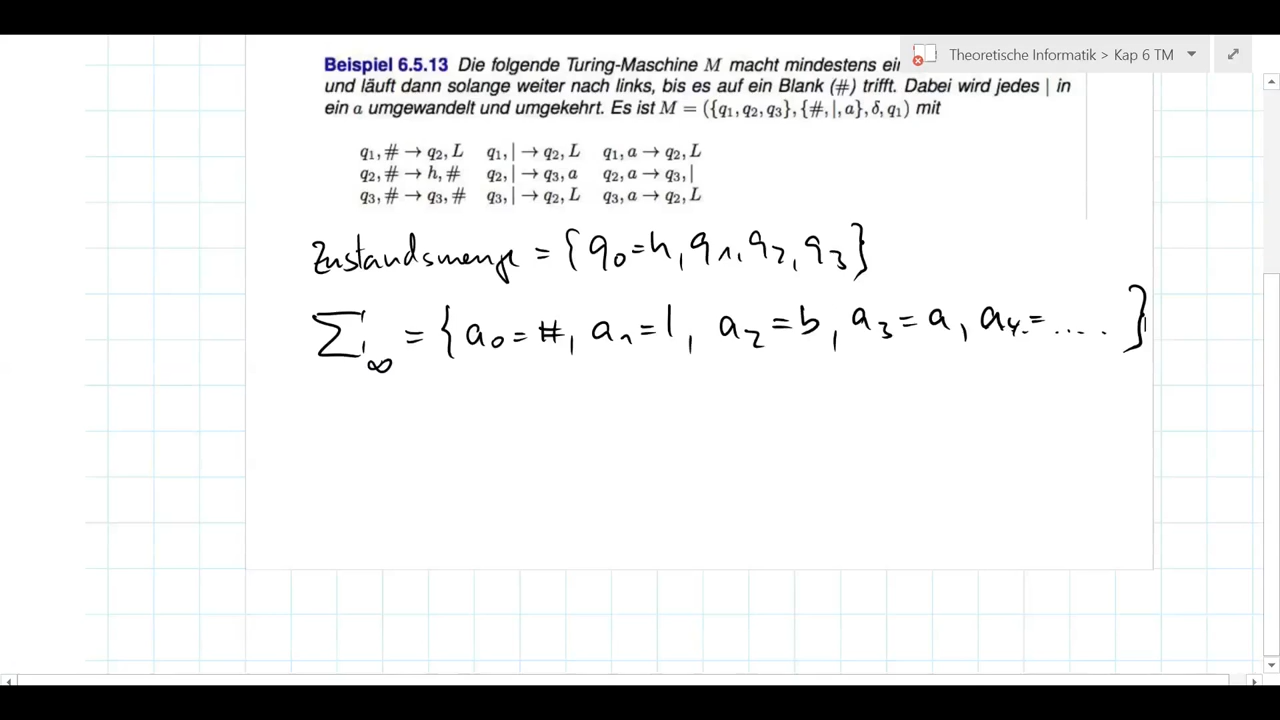 Theoretische Informatik > Kap 6 TM
Beispiel 6.5.13 Die folgende Turing-Maschine M macht mindestens
und läuft dann solange weiter nach links, bis es auf ein Blank (#) trifft. Dabei wird jedes | in
ein a umgewandelt und umgekehrt. Es ist M = ({q₁, q₂, q₃}, {#, |, a}, δ, q₁) mit
q₁, # → q₂, L q₁, | → q₂, L q₁, a → q₂, L
q₂, # → h, # q₂, | → q₃, a q₂, a → q₃, |
q₃, # → q₃, # q₃, | → q₂, L q₃, a → q₂, L
Zustandsmenge = {q₀=h, q₁, q₂, q₃}
Σ∞ = {a₀ = #, a₁ = |, a₂ = b, a₃ = a, a₄ = .....}